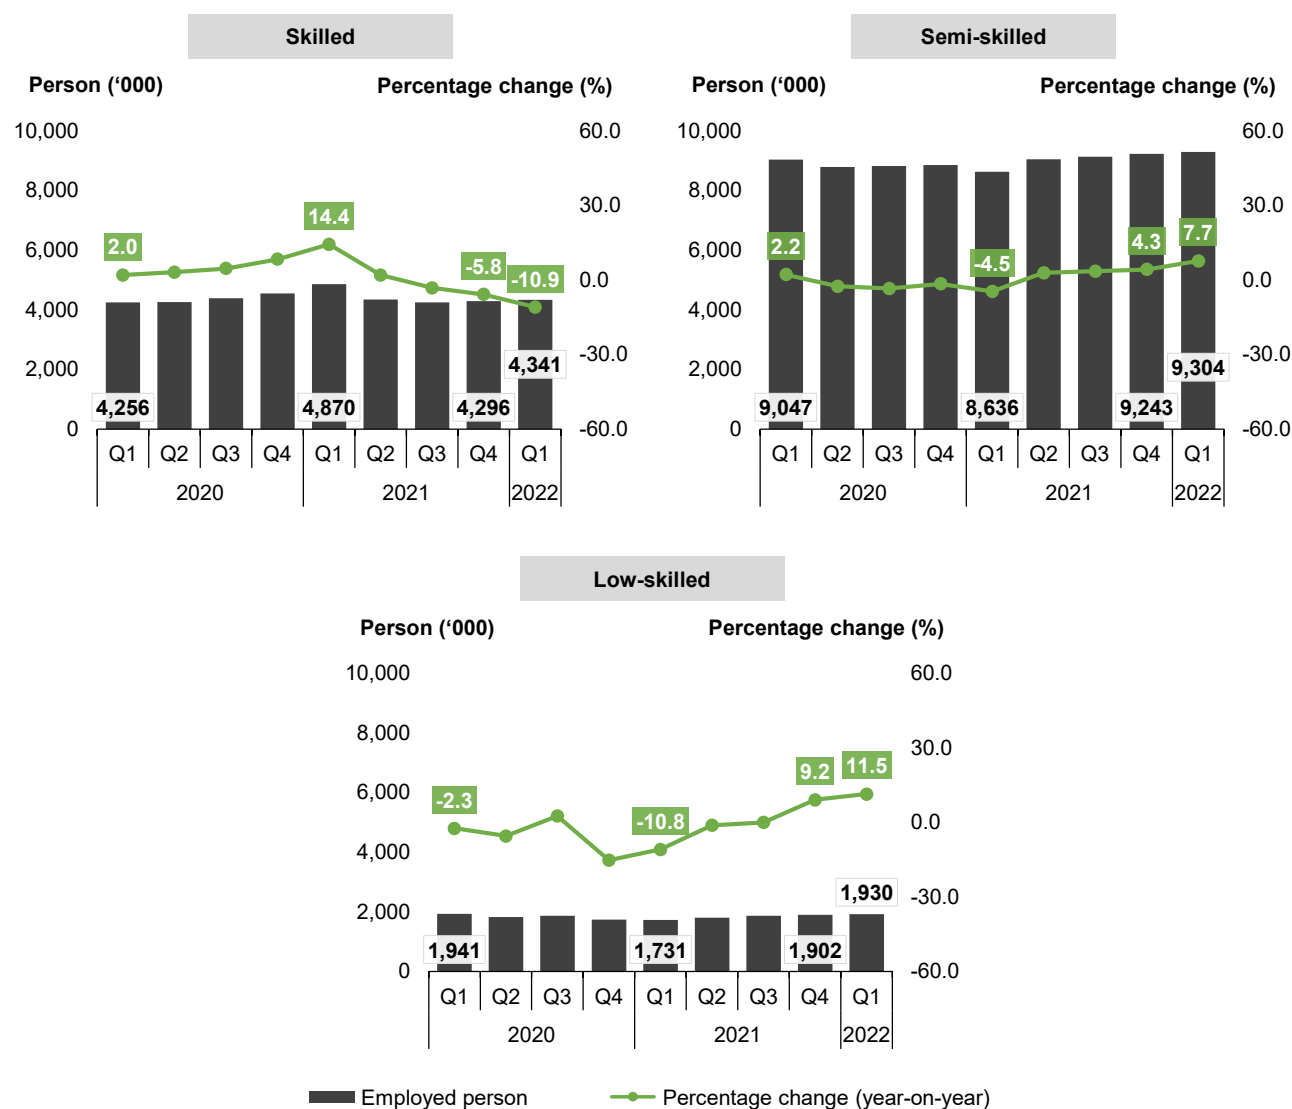 Skilled
Person (‘000) Percentage change (%)
10,000 60.0
8,000 30.0
6,000 0.0
4,000 -30.0
2,000 -60.0
0
2.0 14.4 -5.8 -10.9
4,256 4,870 4,296 4,341
Q1 Q2 Q3 Q4 Q1 Q2 Q3 Q4 Q1
2020 2021 2022
Semi-skilled
Person (‘000) Percentage change (%)
10,000 60.0
8,000 30.0
6,000 0.0
4,000 -30.0
2,000 -60.0
0
2.2 -4.5 4.3 7.7
9,047 8,636 9,243 9,304
Q1 Q2 Q3 Q4 Q1 Q2 Q3 Q4 Q1
2020 2021 2022
Low-skilled
Person (‘000) Percentage change (%)
10,000 60.0
8,000 30.0
6,000 0.0
4,000 -30.0
2,000 -60.0
0
-2.3 -10.8 9.2 11.5
1,941 1,731 1,902 1,930
Q1 Q2 Q3 Q4 Q1 Q2 Q3 Q4 Q1
2020 2021 2022
Employed person Percentage change (year-on-year)